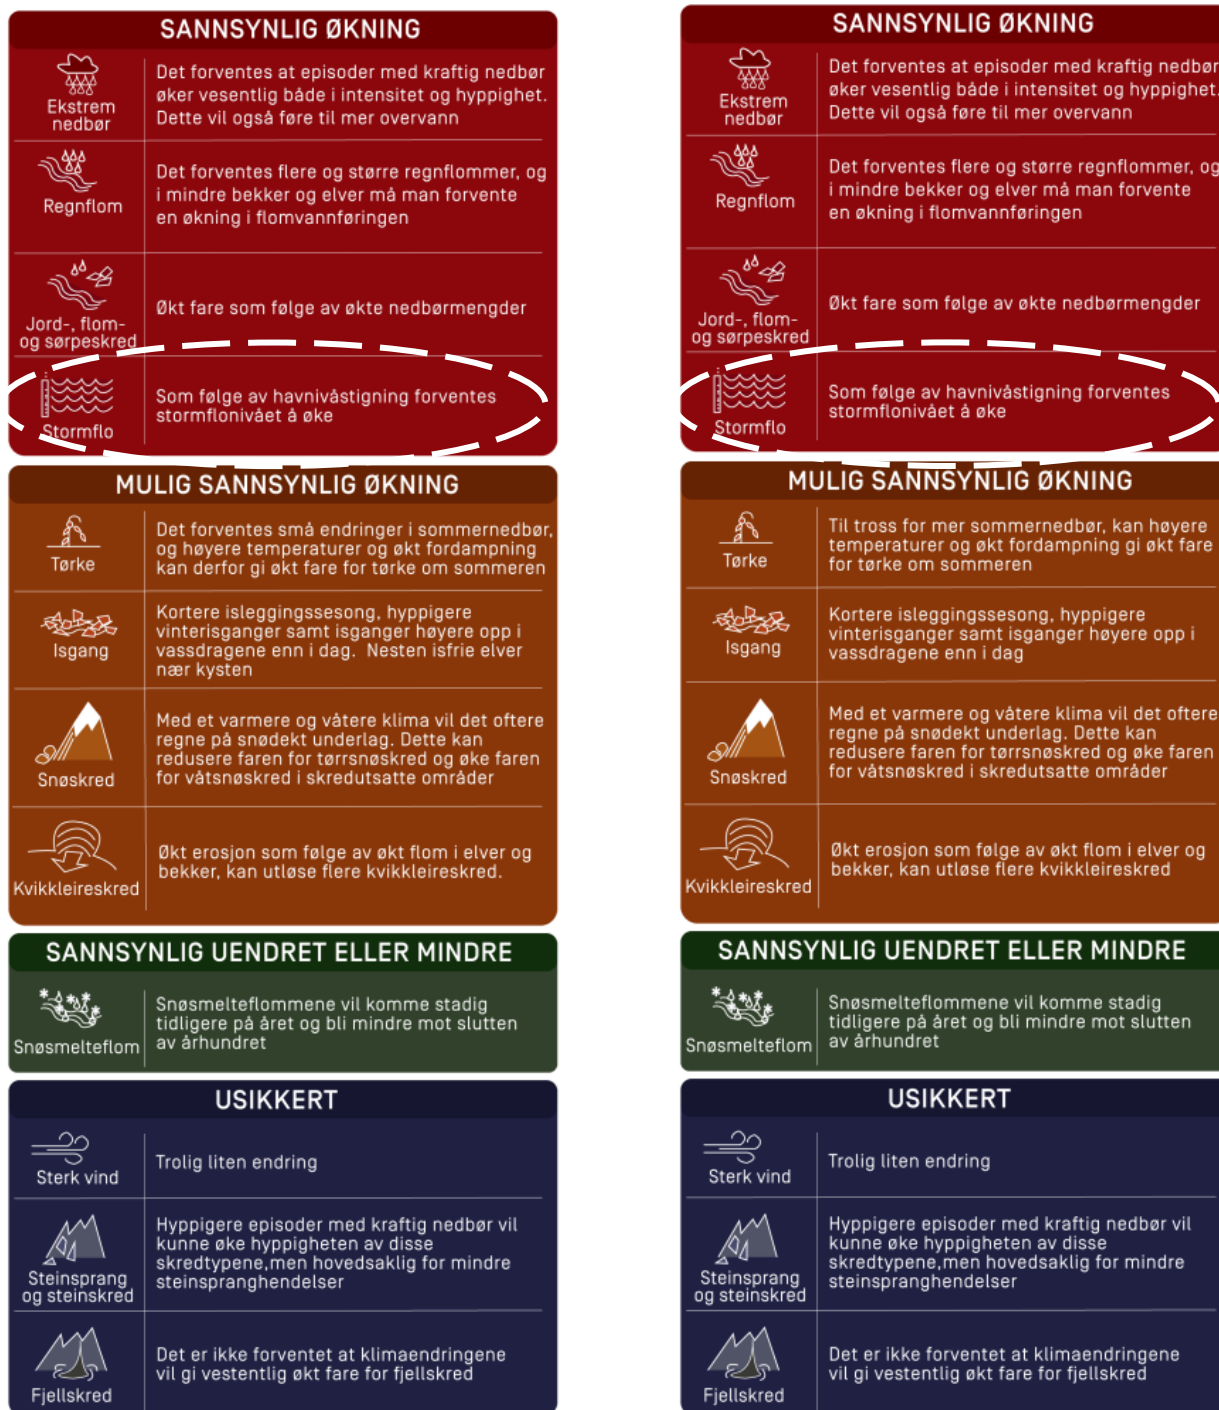 SANNSYNLIG ØKNING
Ekstrem
nedbør
Det forventes at episoder med kraftig nedbør
øker vesentlig både i intensitet og hyppighet.
Dette vil også føre til mer overvann
Regnflom
Det forventes flere og større regnflommer, og
i mindre bekker og elver må man forvente
en økning i flomvannføringen
Jord-, flom-
og sørpeskred
Økt fare som følge av økte nedbørmengder
Stormflo
Som følge av havnivåstigning forventes
stormflonivået å øke
MULIG SANNSYNLIG ØKNING
Tørke
Det forventes små endringer i sommernedbør,
og høyere temperaturer og økt fordampning
kan derfor gi økt fare for tørke om sommeren
Isgang
Kortere isleggingssesong, hyppigere
vinterisganger samt isganger høyere opp i
vassdragene enn i dag. Nesten isfrie elver
nær kysten
Snøskred
Med et varmere og våtere klima vil det oftere
regne på snødekt underlag. Dette kan
redusere faren for tørrsnøskred og øke faren
for våtsnøskred i skredutsatte områder
Kvikkleireskred
Økt erosjon som følge av økt flom i elver og
bekker, kan utløse flere kvikkleireskred.
SANNSYNLIG UENDRET ELLER MINDRE
Snøsmelteflom
Snøsmelteflommene vil komme stadig
tidligere på året og bli mindre mot slutten
av århundret
USIKKERT
Sterk vind
Trolig liten endring
Steinsprang
og steinskred
Hyppigere episoder med kraftig nedbør vil
kunne øke hyppigheten av disse
skredtypene,men hovedsaklig for mindre
steinspranghendelser
Fjellskred
Det er ikke forventet at klimaendringene
vil gi vestentlig økt fare for fjellskred
SANNSYNLIG ØKNING
Ekstrem
nedbør
Det forventes at episoder med kraftig nedbør
øker vesentlig både i intensitet og hyppighet.
Dette vil også føre til mer overvann
Regnflom
Det forventes flere og større regnflommer, og
i mindre bekker og elver må man forvente
en økning i flomvannføringen
Jord-, flom-
og sørpeskred
Økt fare som følge av økte nedbørmengder
Stormflo
Som følge av havnivåstigning forventes
stormflonivået å øke
MULIG SANNSYNLIG ØKNING
Tørke
Til tross for mer sommernedbør, kan høyere
temperaturer og økt fordampning gi økt fare
for tørke om sommeren
Isgang
Kortere isleggingssesong, hyppigere
vinterisganger samt isganger høyere opp i
vassdragene enn i dag
Snøskred
Med et varmere og våtere klima vil det oftere
regne på snødekt underlag. Dette kan
redusere faren for tørrsnøskred og øke faren
for våtsnøskred i skredutsatte områder
Kvikkleireskred
Økt erosjon som følge av økt flom i elver og
bekker, kan utløse flere kvikkleireskred
SANNSYNLIG UENDRET ELLER MINDRE
Snøsmelteflom
Snøsmelteflommene vil komme stadig
tidligere på året og bli mindre mot slutten
av århundret
USIKKERT
Sterk vind
Trolig liten endring
Steinsprang
og steinskred
Hyppigere episoder med kraftig nedbør vil
kunne øke hyppigheten av disse
skredtypene,men hovedsaklig for mindre
steinspranghendelser
Fjellskred
Det er ikke forventet at klimaendringene
vil gi vestentlig økt fare for fjellskred